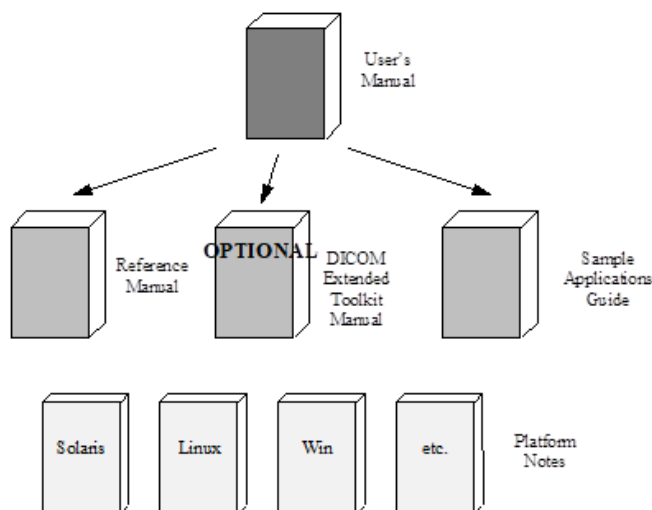 User's
Manual
Reference
Manual
OPTIONAL
DICOM
Extended
Toolkit
Manual
Sample
Applications
Guide
Solaris
Linux
Win
etc.
Platform
Notes